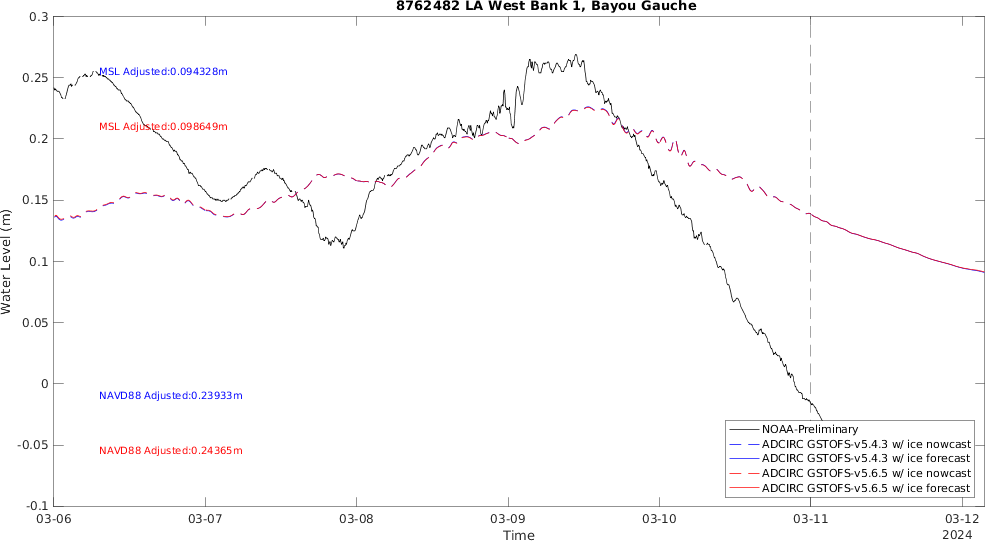 8762482 LA West Bank 1, Bayou Gauche
0.3
0.25
0.2
0.15
0.1
0.05
0
-0.05
-0.1
Water Level (m)
MSL Adjusted:0.094328m
MSL Adjusted:0.098649m
NAVD88 Adjusted:0.23933m
NAVD88 Adjusted:0.24365m
NOAA-Preliminary
ADCIRC GSTOFS-v5.4.3 w/ ice nowcast
ADCIRC GSTOFS-v5.4.3 w/ ice forecast
ADCIRC GSTOFS-v5.6.5 w/ ice nowcast
ADCIRC GSTOFS-v5.6.5 w/ ice forecast
03-06 03-07 03-08 03-09 03-10 03-11 03-12
Time
2024